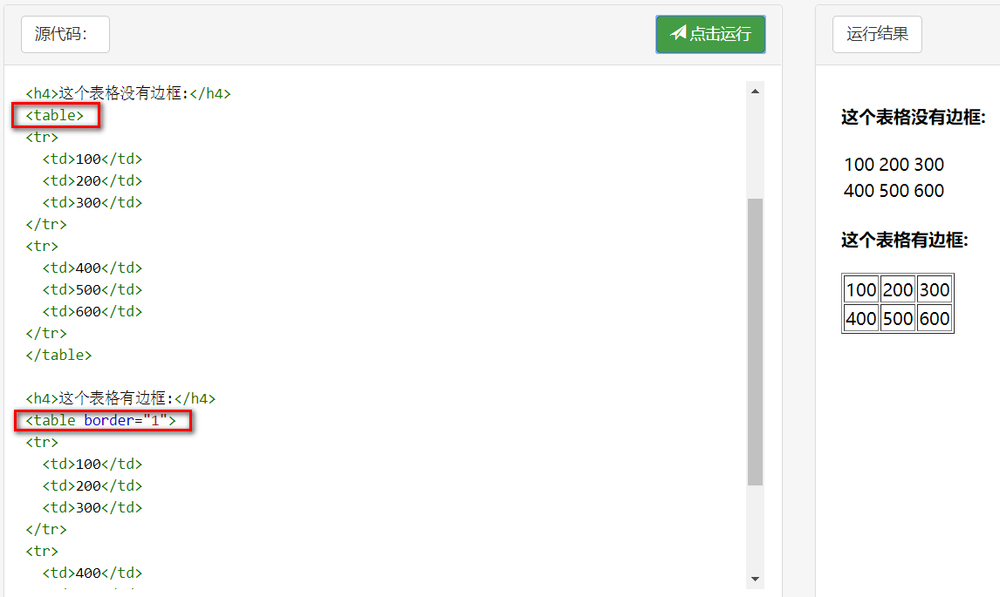 源代码：
点击运行
<h4>这个表格没有边框:</h4>
<table>
<tr>
  <td>100</td>
  <td>200</td>
  <td>300</td>
</tr>
<tr>
  <td>400</td>
  <td>500</td>
  <td>600</td>
</tr>
</table>

<h4>这个表格有边框:</h4>
<table border="1">
<tr>
  <td>100</td>
  <td>200</td>
  <td>300</td>
</tr>
<tr>
  <td>400</td>
运行结果
这个表格没有边框:
100 200 300
400 500 600
这个表格有边框:
100 200 300
400 500 600